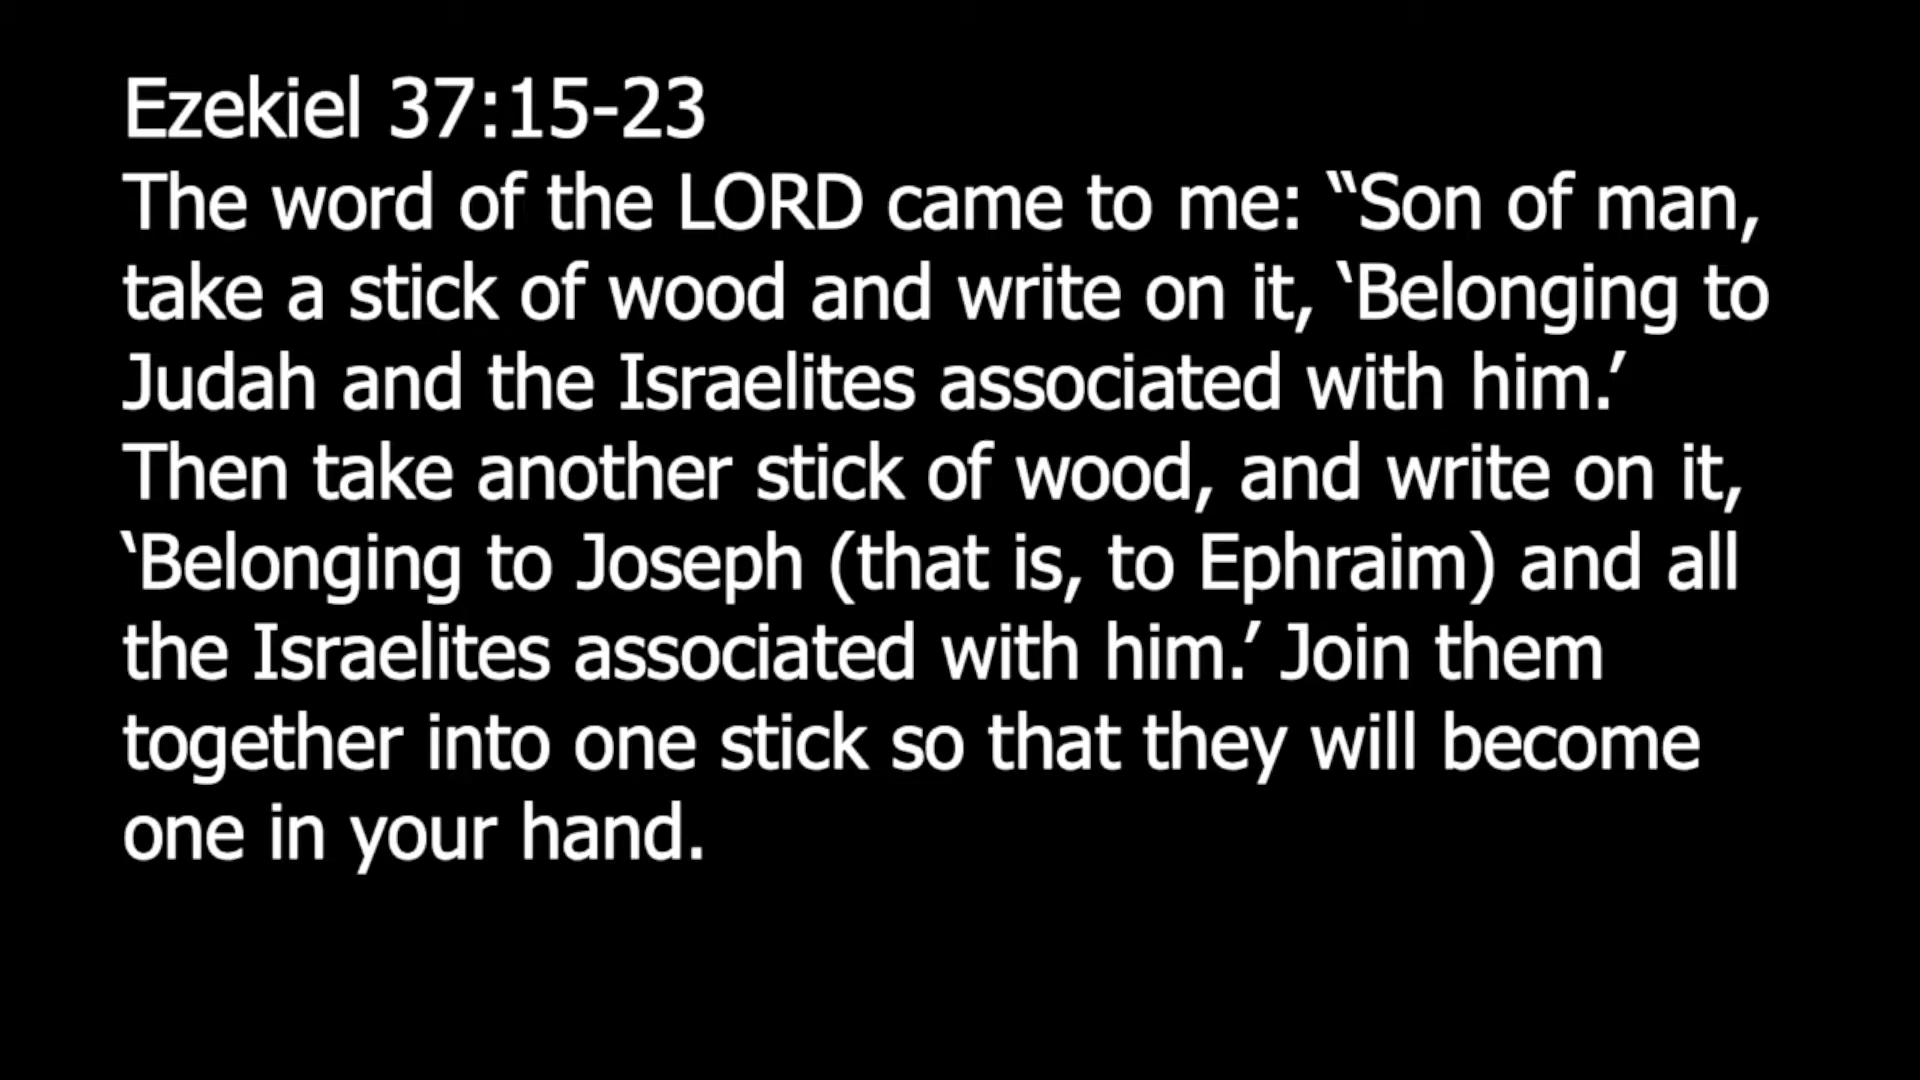 Ezekiel 37:15-23
The word of the LORD came to me: “Son of man,
take a stick of wood and write on it, ‘Belonging to
Judah and the Israelites associated with him.’
Then take another stick of wood, and write on it,
‘Belonging to Joseph (that is, to Ephraim) and all
the Israelites associated with him.’ Join them
together into one stick so that they will become
one in your hand.